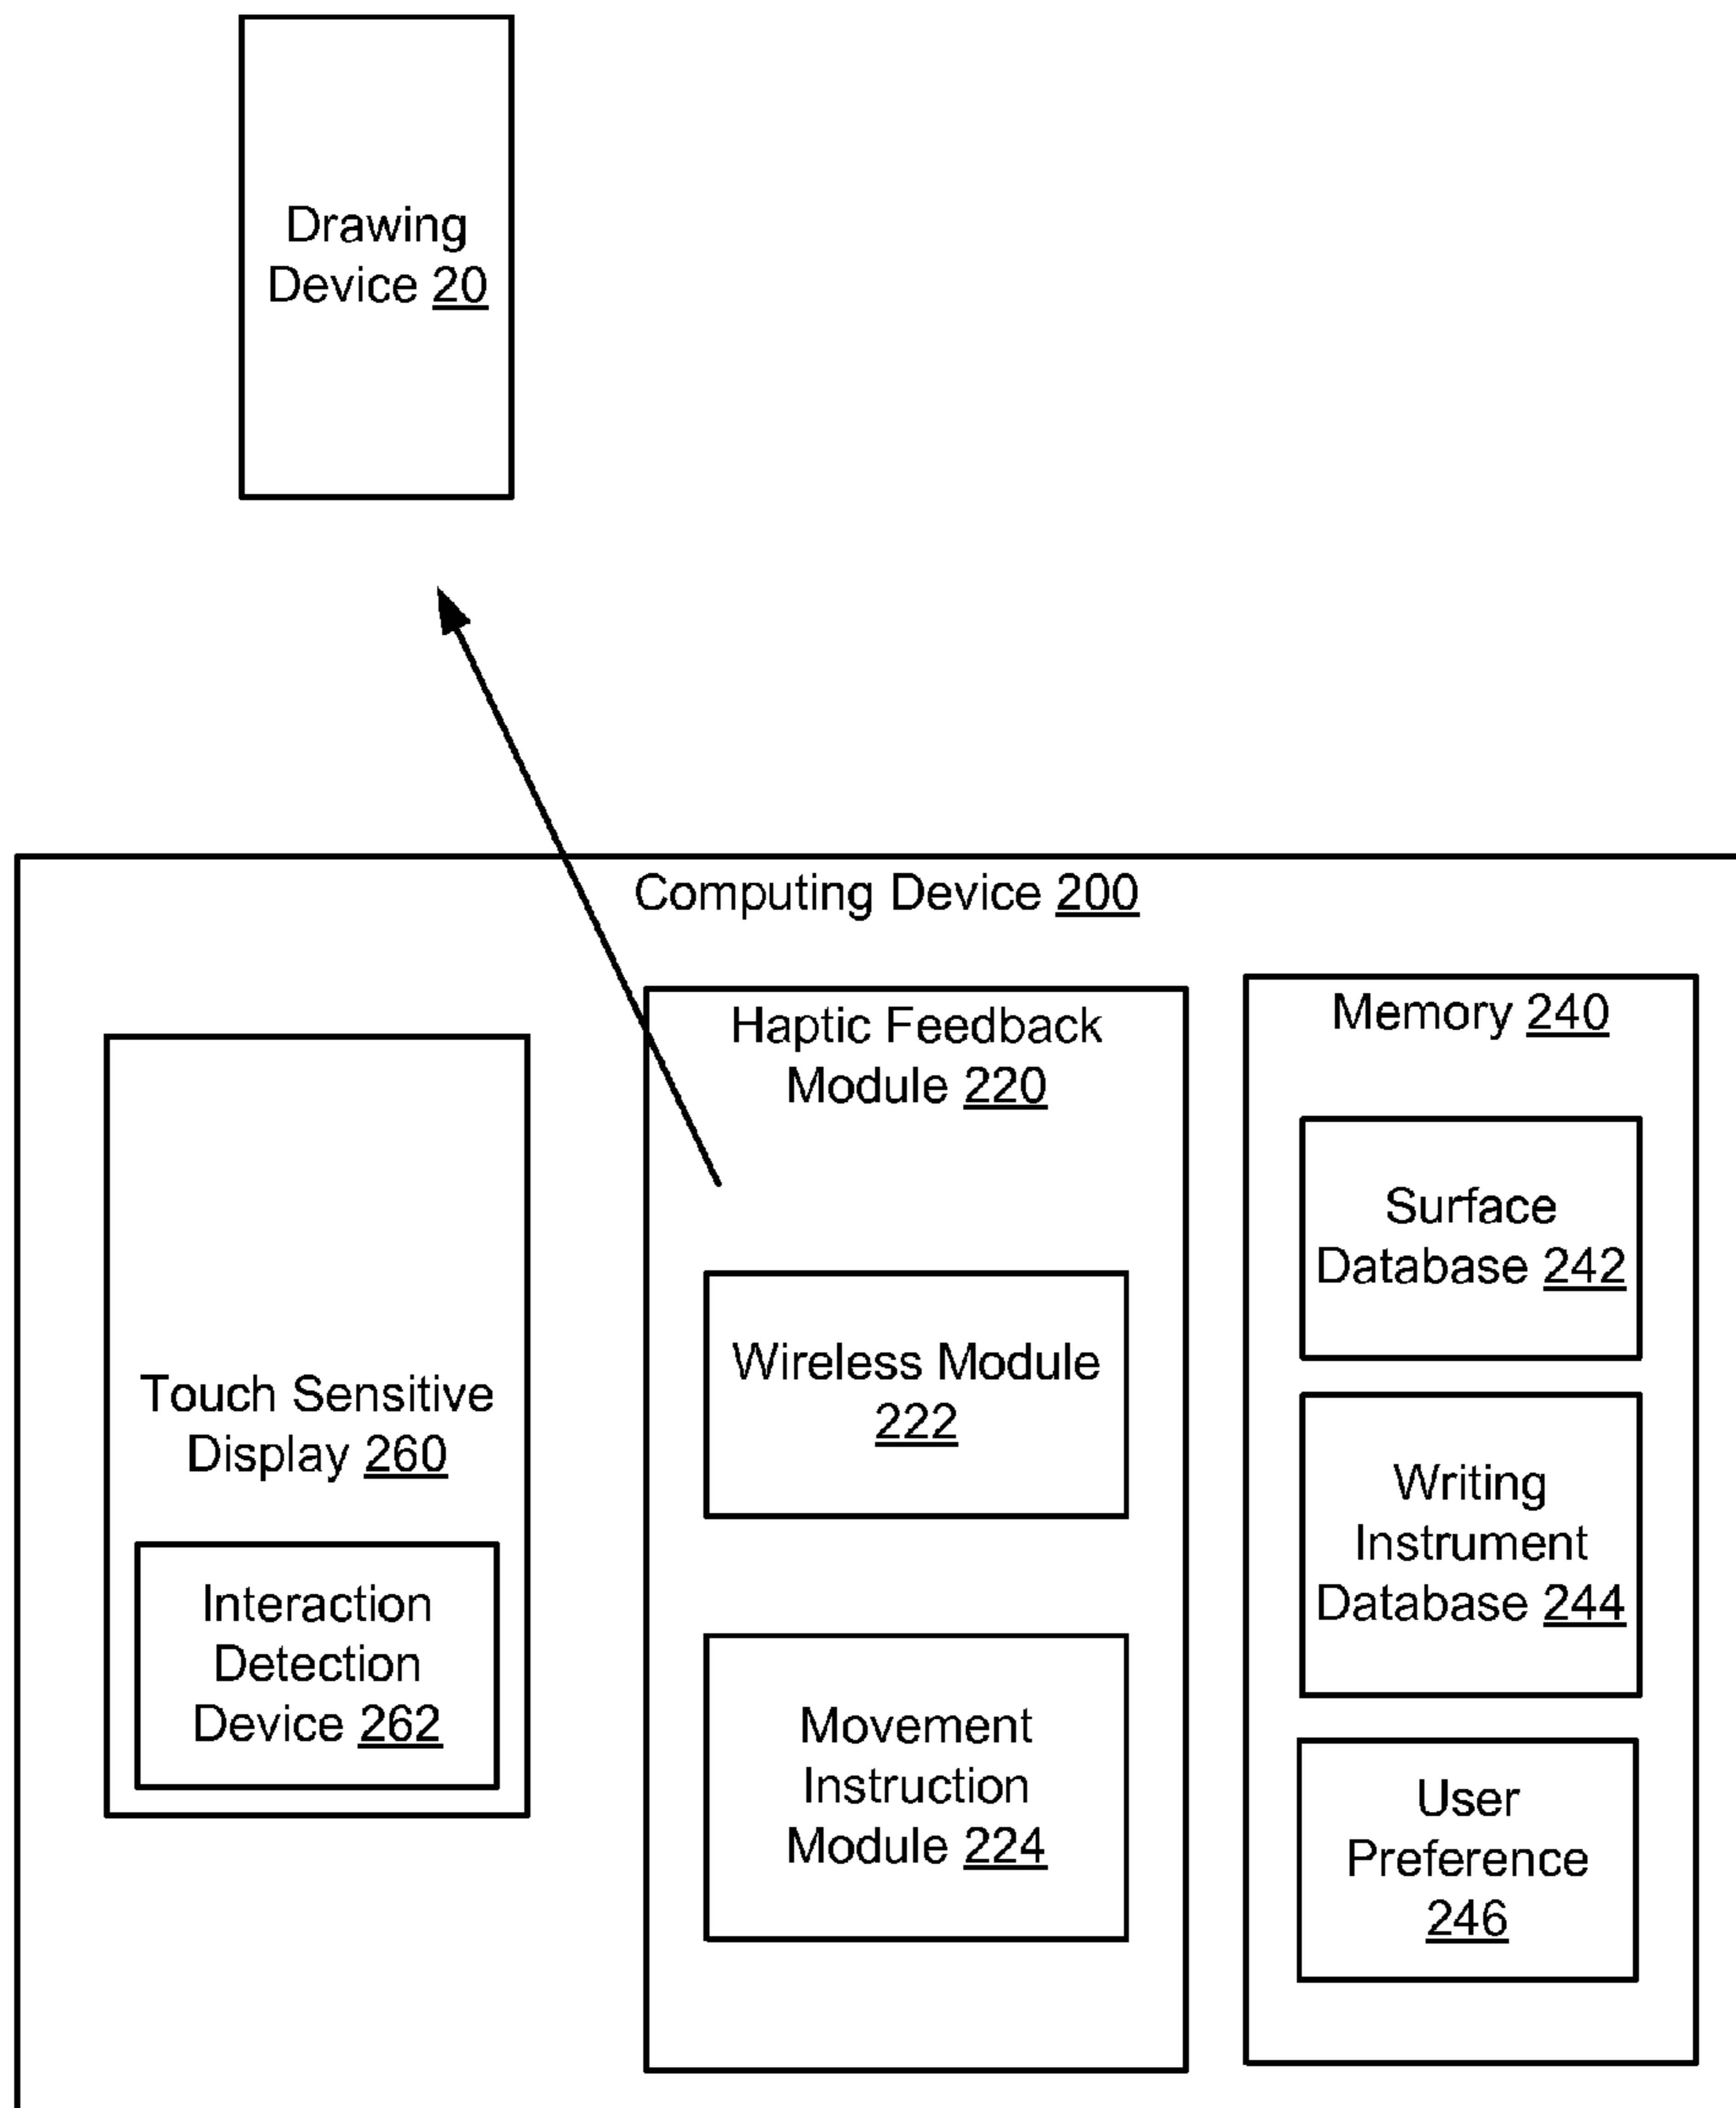 Drawing
Device 20
Computing Device 200
Touch Sensitive
Display 260
Interaction
Detection
Device 262
Haptic Feedback
Module 220
Wireless Module
222
Movement
Instruction
Module 224
Memory 240
Surface
Database 242
Writing
Instrument
Database 244
User
Preference
246